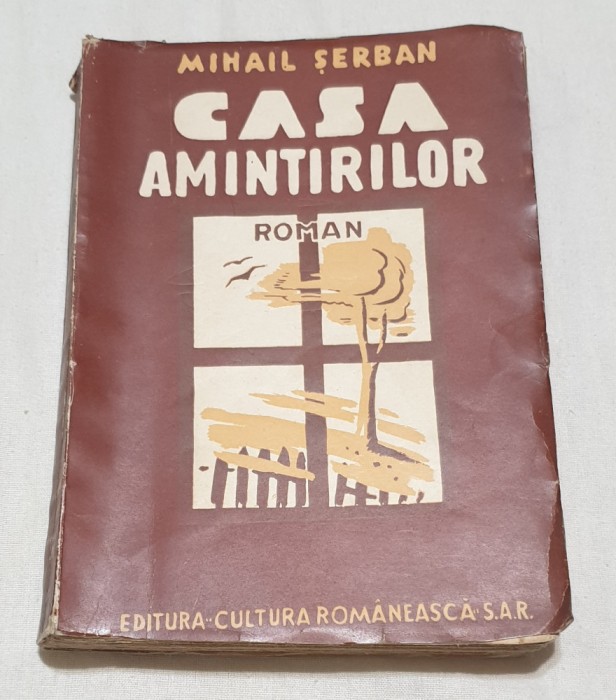 MIHAIL ŞERBAN
CASA
AMINTIRILOR
ROMAN
EDITURA "CULTURA ROMÂNEASCĂ" S.A.R.